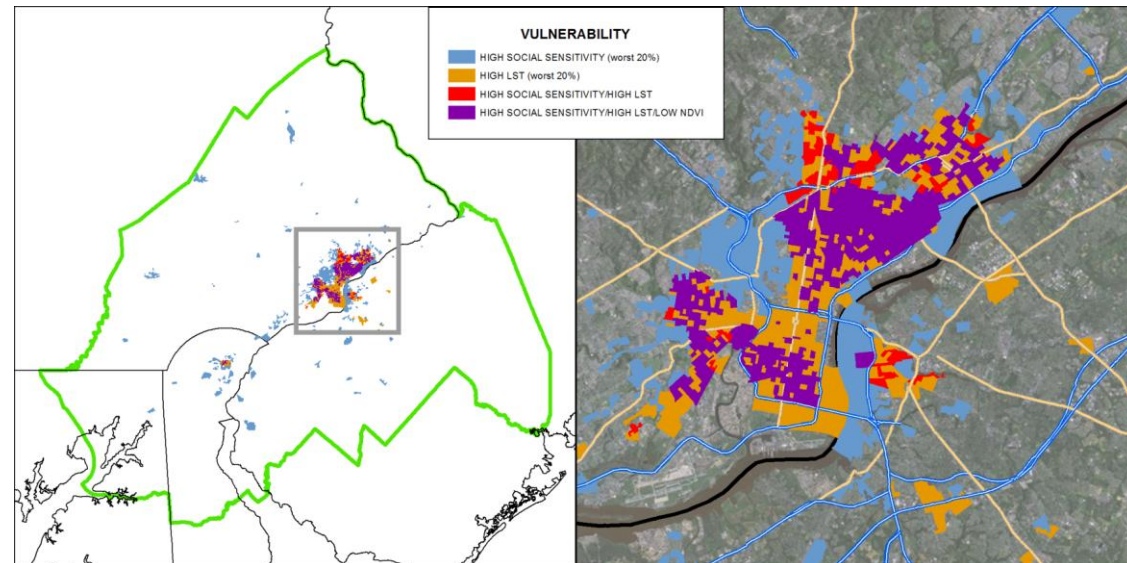 VULNERABILITY
HIGH SOCIAL SENSITIVITY (worst 20%)
HIGH LST (worst 20%)
HIGH SOCIAL SENSITIVITY/HIGH LST
HIGH SOCIAL SENSITIVITY/HIGH LST/LOW NDVI